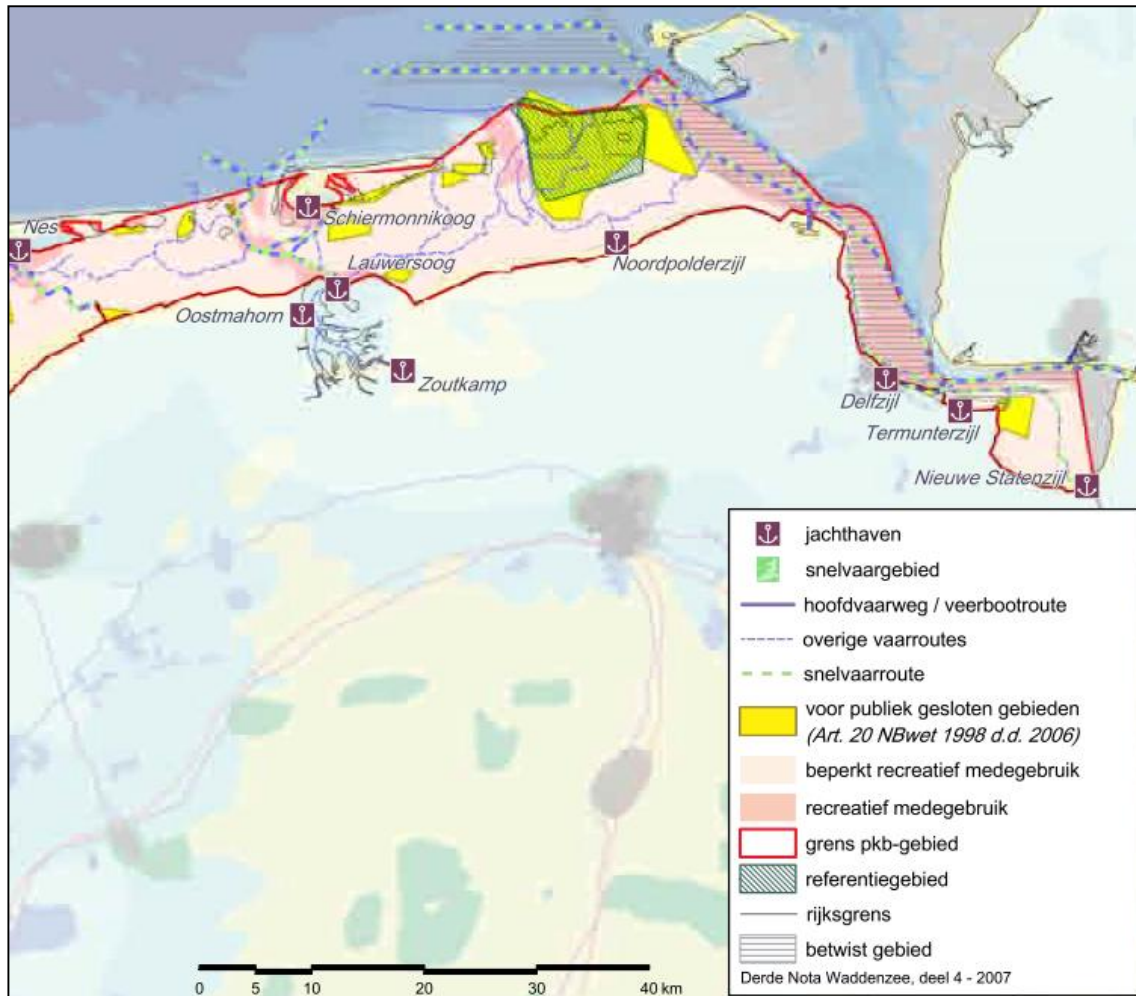 Nes
Schiermonnikoog
Lauwersoog
Noordpolderzijl
Oostmahorn
Zoutkamp
Delfzijl
Termunterzijl
Nieuwe Statenzijl
jachthaven
snelvaargebied
hoofdvaarweg / veerbootroute
overige vaarroutes
snelvaarroute
voor publiek gesloten gebieden
(Art. 20 NBwet 1998 d.d. 2006)
beperkt recreatief medegebruik
recreatief medegebruik
grens pkb-gebied
referentiegebied
rijksgrens
betwist gebied
Derde Nota Waddenzee, deel 4 - 2007
0 5 10 20 30 40 km